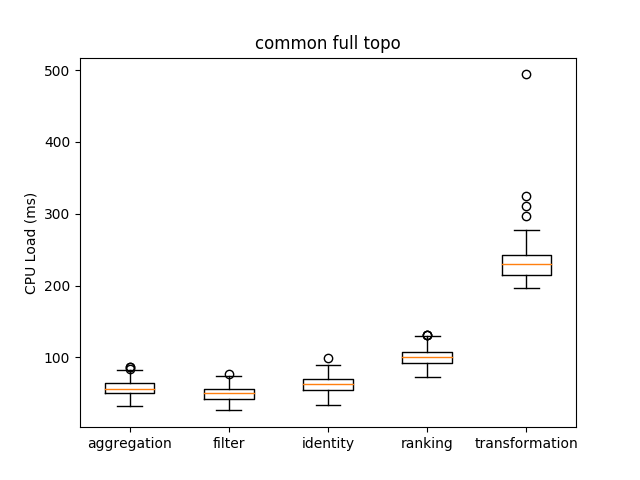 common full topo
CPU Load (ms)
500
400
300
200
100
aggregation
filter
identity
ranking
transformation